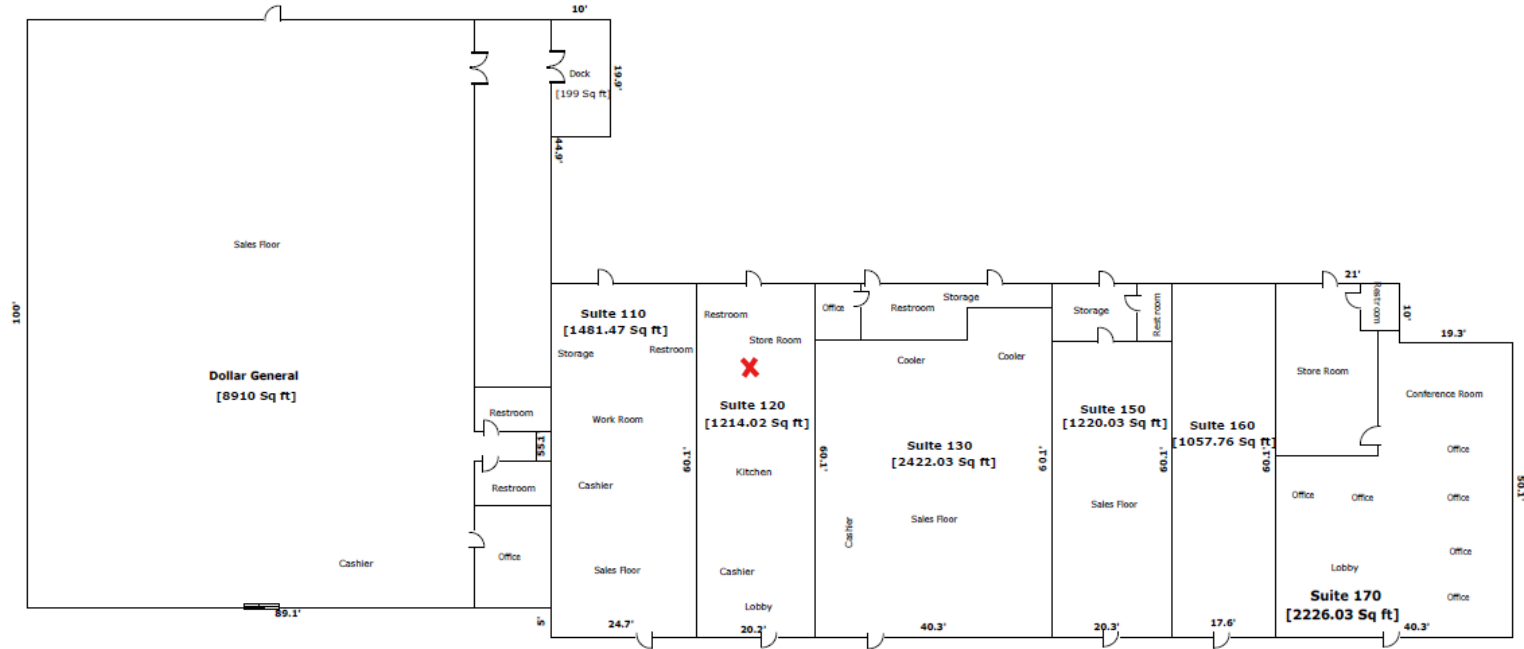 10'
Dock
[199 Sq ft]
19.9'
44.9'
Sales Floor
100'
Dollar General
[8910 Sq ft]
Restroom
55.1'
Restroom
Office
Cashier
89.1'
5'
Suite 110
[1481.47 Sq ft]
Storage
Restroom
Work Room
60.1'
Cashier
Sales Floor
24.7'
Restroom
Store Room
Suite 120
[1214.02 Sq ft]
60.1'
Kitchen
Cashier
Lobby
20.2'
Office
Restroom
Storage
Cooler
Cooler
Suite 130
[2422.03 Sq ft]
60.1'
Cashier
Sales Floor
40.3'
Storage
Restroom
Suite 150
[1220.03 Sq ft]
60.1'
Sales Floor
20.3'
Suite 160
[1057.76 Sq ft]
60.1'
17.6'
21'
Restroom
10'
19.3'
Store Room
Conference Room
Office
Office
Office
Office
50.1'
Office
Lobby
Office
Suite 170
[2226.03 Sq ft]
40.3'